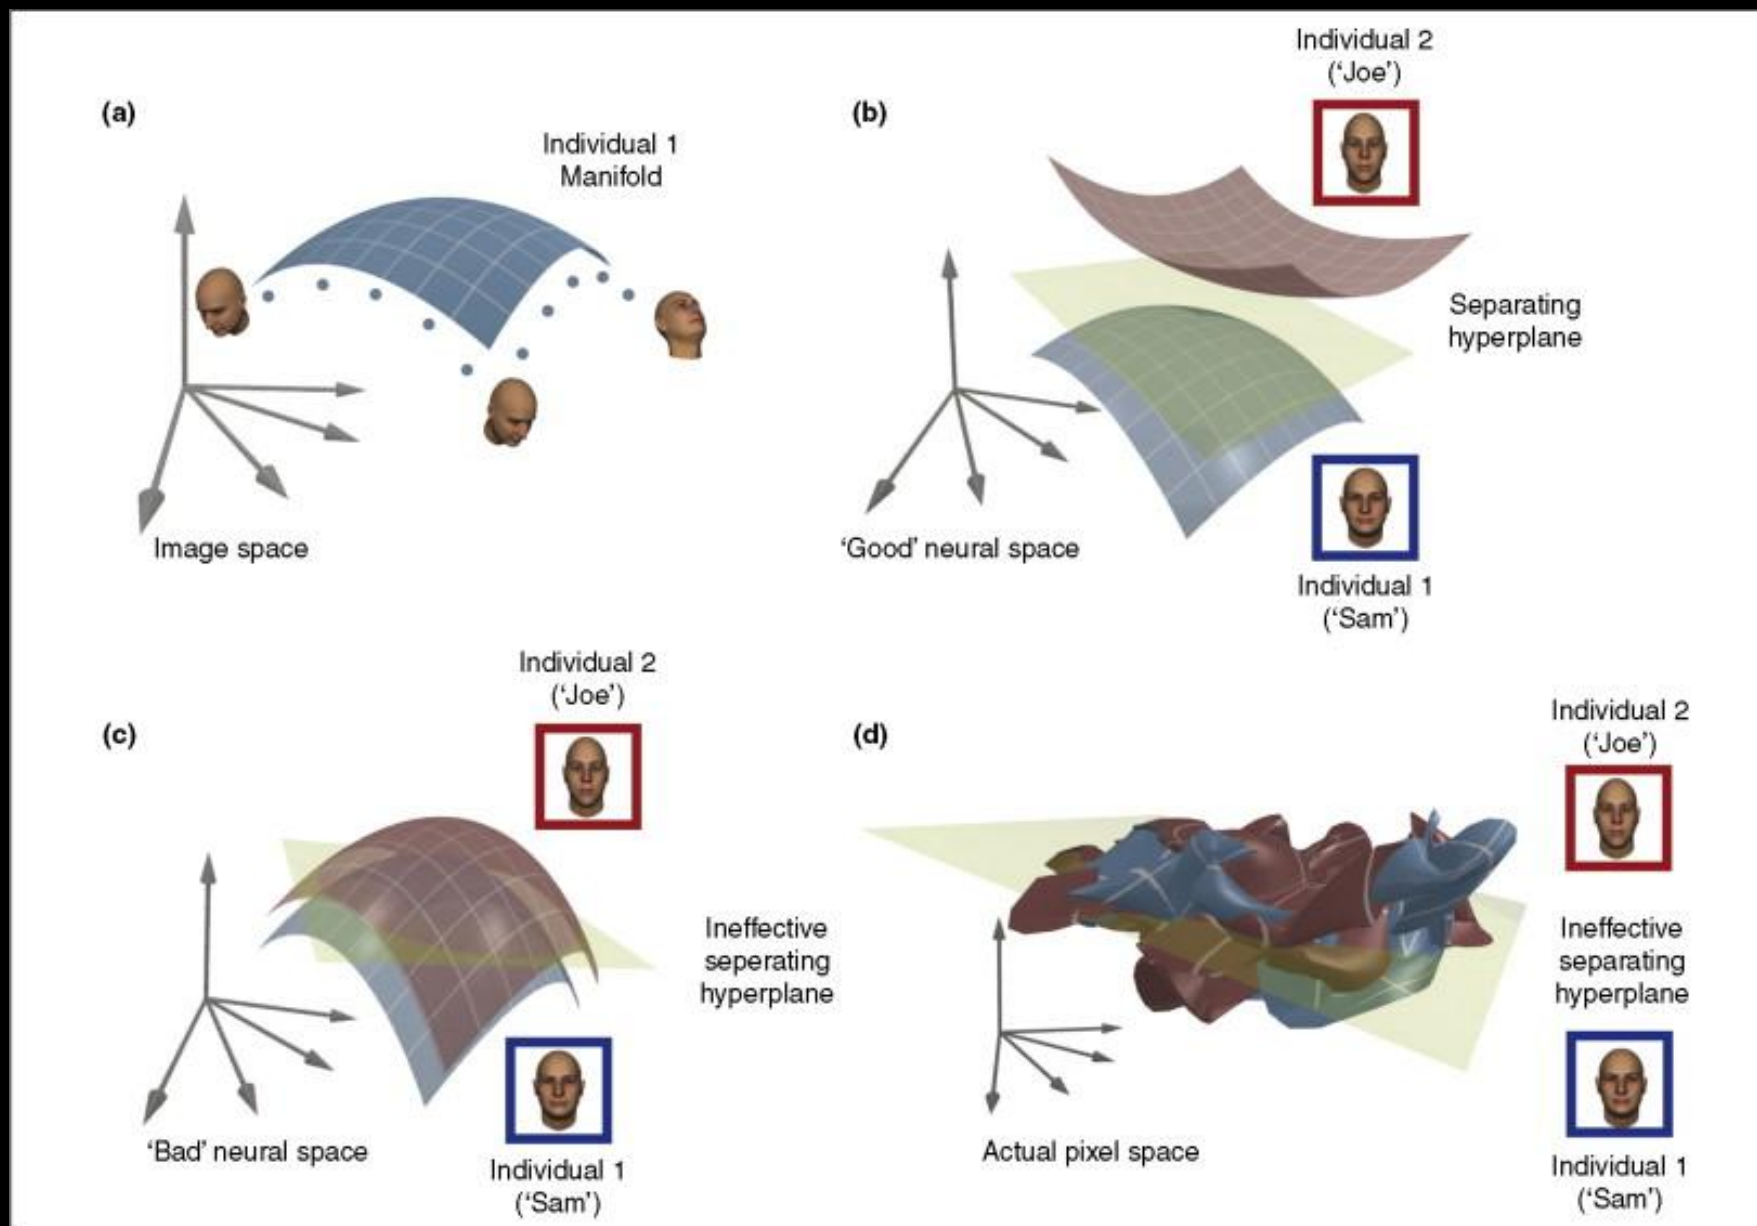 (a)
Individual 1
Manifold
Image space
(b)
Individual 2
(‘Joe’)
Separating
hyperplane
‘Good’ neural space
Individual 1
(‘Sam’)
(c)
Individual 2
(‘Joe’)
Ineffective
seperating
hyperplane
‘Bad’ neural space
Individual 1
(‘Sam’)
(d)
Individual 2
(‘Joe’)
Ineffective
separating
hyperplane
Actual pixel space
Individual 1
(‘Sam’)